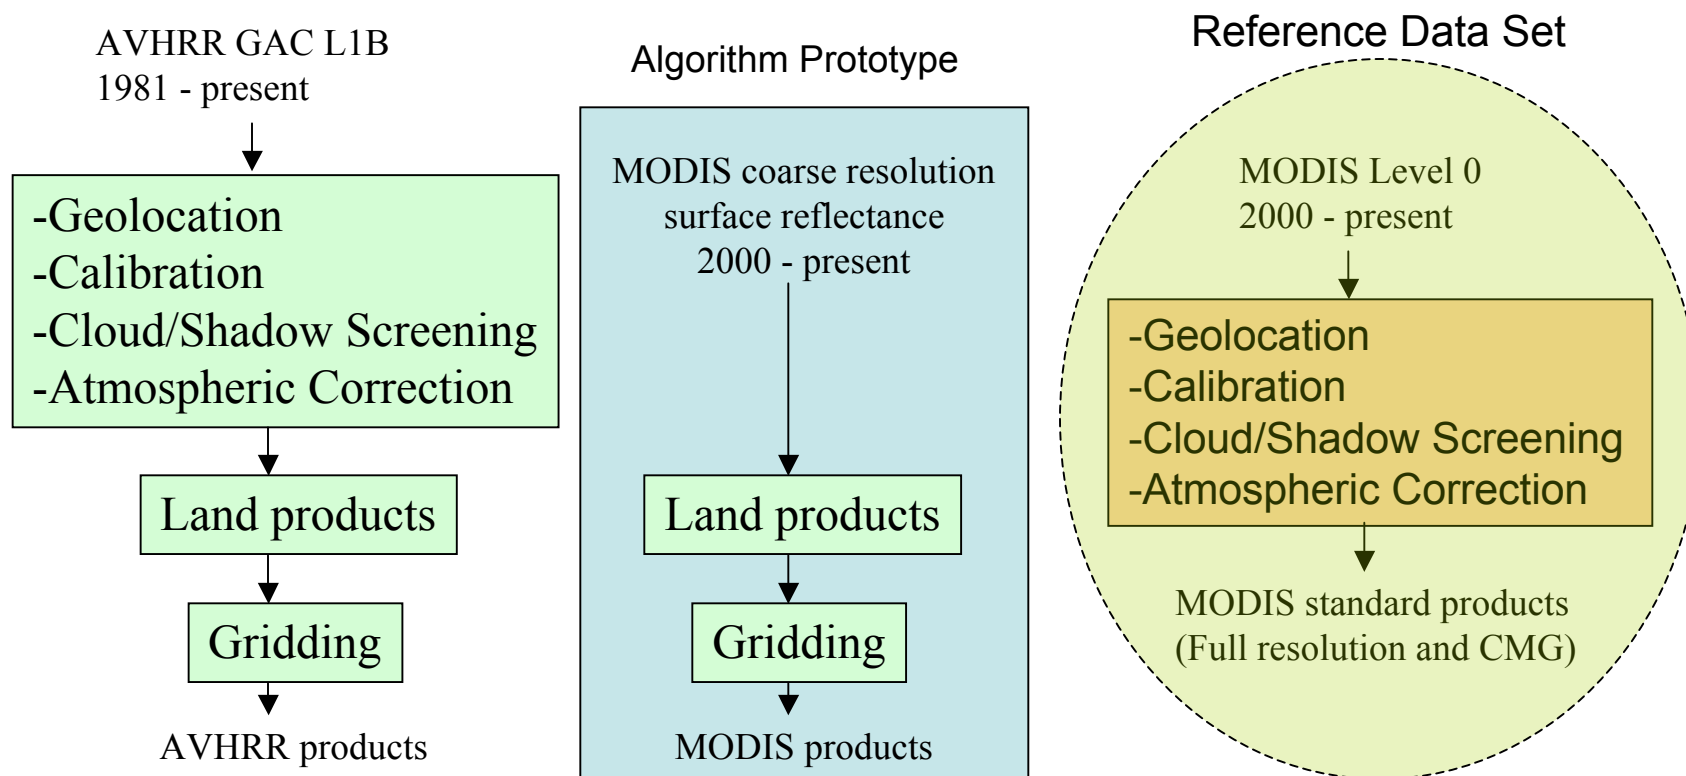 AVHRR GAC L1B
1981 - present
-Geolocation
-Calibration
-Cloud/Shadow Screening
-Atmospheric Correction
Land products
Gridding
AVHRR products
Algorithm Prototype
MODIS coarse resolution
surface reflectance
2000 - present
Land products
Gridding
MODIS products
Reference Data Set
MODIS Level 0
2000 - present
-Geolocation
-Calibration
-Cloud/Shadow Screening
-Atmospheric Correction
MODIS standard products
(Full resolution and CMG)